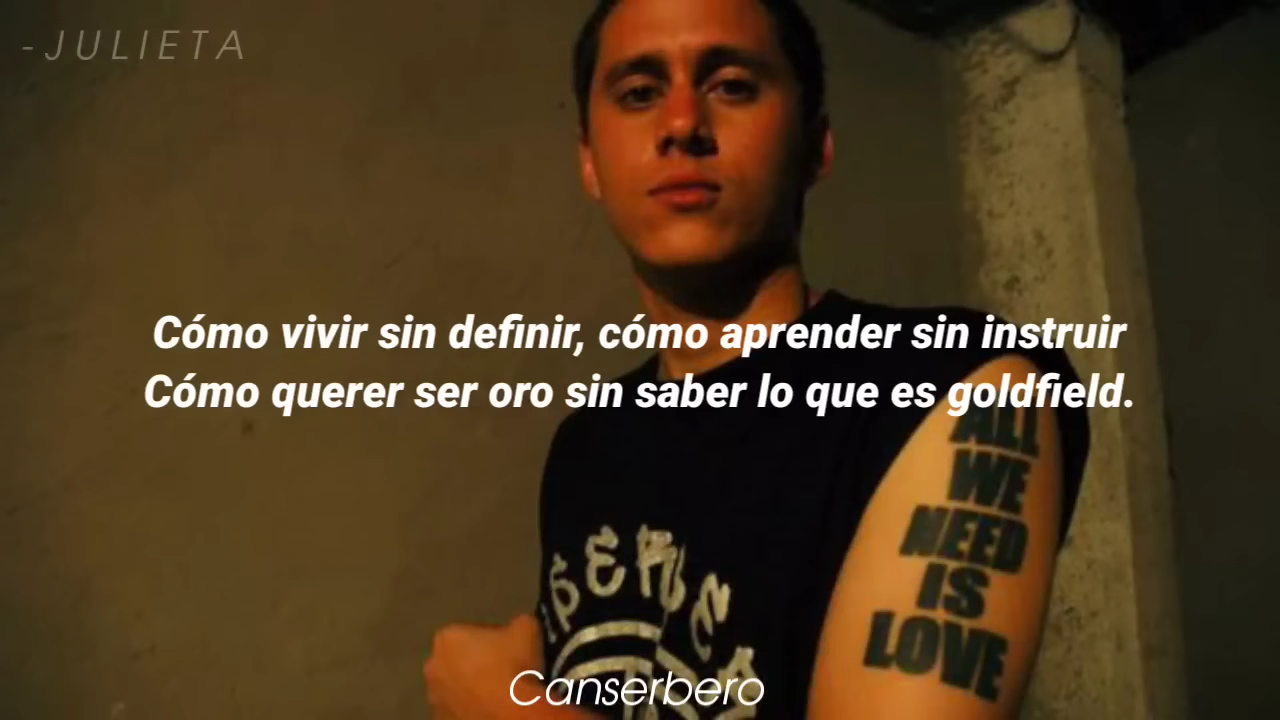 -JULIETA
Cómo vivir sin definir, cómo aprender sin instruir
Cómo querer ser oro sin saber lo que es goldfield.
ALL
WE
NEED
IS
LOVE
Canserbero